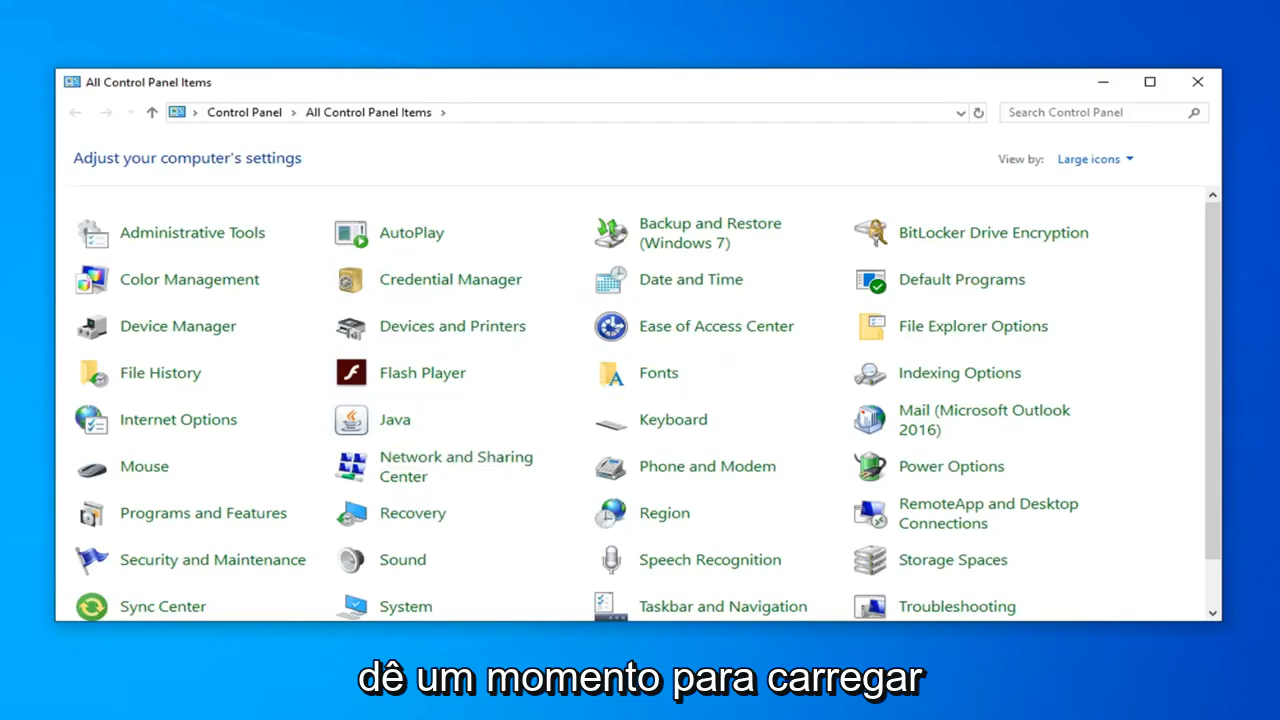 All Control Panel Items
Control Panel > All Control Panel Items >
Search Control Panel
Adjust your computer's settings
View by: Large icons
Administrative Tools
AutoPlay
Backup and Restore
(Windows 7)
BitLocker Drive Encryption
Color Management
Credential Manager
Date and Time
Default Programs
Device Manager
Devices and Printers
Ease of Access Center
File Explorer Options
File History
Flash Player
Fonts
Indexing Options
Internet Options
Java
Keyboard
Mail (Microsoft Outlook
2016)
Mouse
Network and Sharing
Center
Phone and Modem
Power Options
Programs and Features
Recovery
Region
RemoteApp and Desktop
Connections
Security and Maintenance
Sound
Speech Recognition
Storage Spaces
Sync Center
System
Taskbar and Navigation
Troubleshooting
dê um momento para carregar